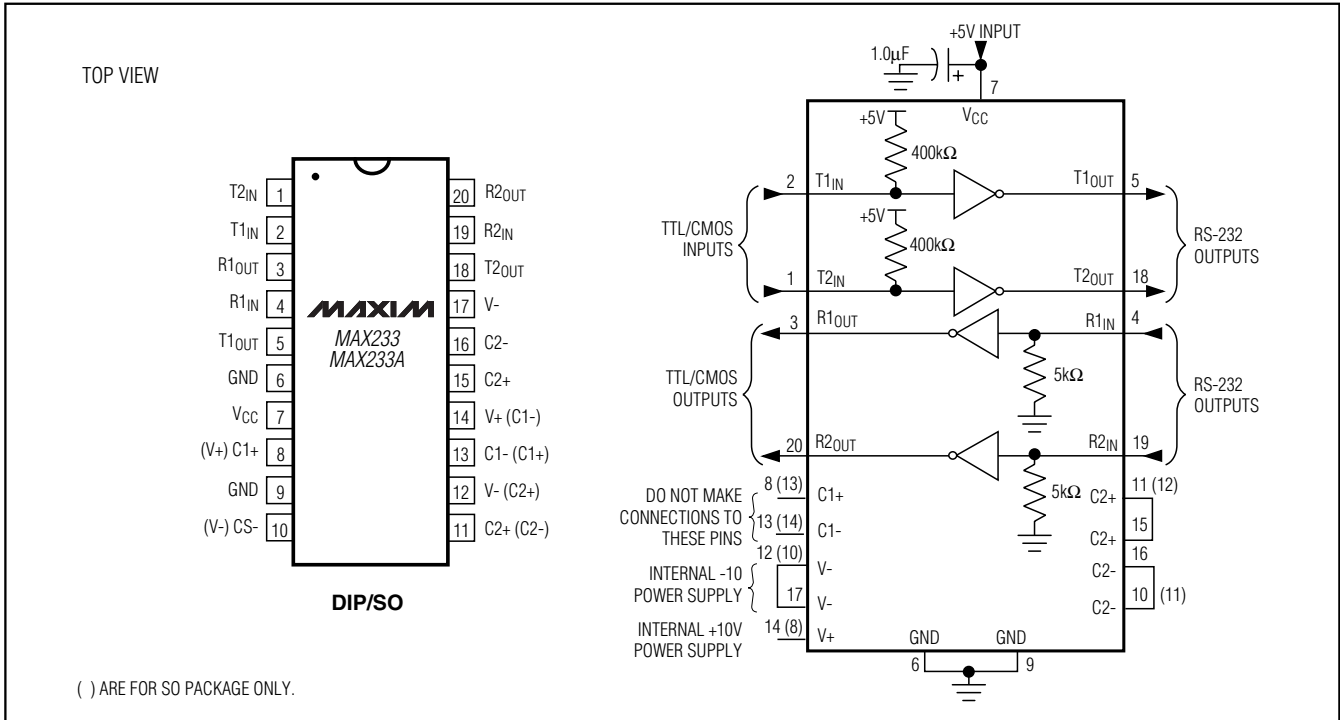 TOP VIEW
T2IN 1
T1IN 2
R1OUT 3
R1IN 4
T1OUT 5
GND 6
VCC 7
(V+) C1+ 8
GND 9
(V-) CS- 10
MAXIM
MAX233
MAX233A
20 R2OUT
19 R2IN
18 T2OUT
17 V-
16 C2-
15 C2+
14 V+ (C1-)
13 C1- (C1+)
12 V- (C2+)
11 C2+ (C2-)
DIP/SO
( ) ARE FOR SO PACKAGE ONLY.
+5V INPUT
1.0µF
+
7
VCC
+5V
400kΩ
2 T1IN
T1OUT 5
+5V
400kΩ
TTL/CMOS
INPUTS
RS-232
OUTPUTS
1 T2IN
T2OUT 18
3 R1OUT
R1IN 4
5kΩ
TTL/CMOS
OUTPUTS
RS-232
OUTPUTS
20 R2OUT
R2IN 19
5kΩ
DO NOT MAKE
CONNECTIONS TO
THESE PINS
8 (13) C1+
13 (14) C1-
INTERNAL -10
POWER SUPPLY
12 (10) V-
17 V-
INTERNAL +10V
POWER SUPPLY
14 (8) V+
C2+ 11 (12)
C2+ 15
C2- 16
C2- 10 (11)
GND GND
6 9